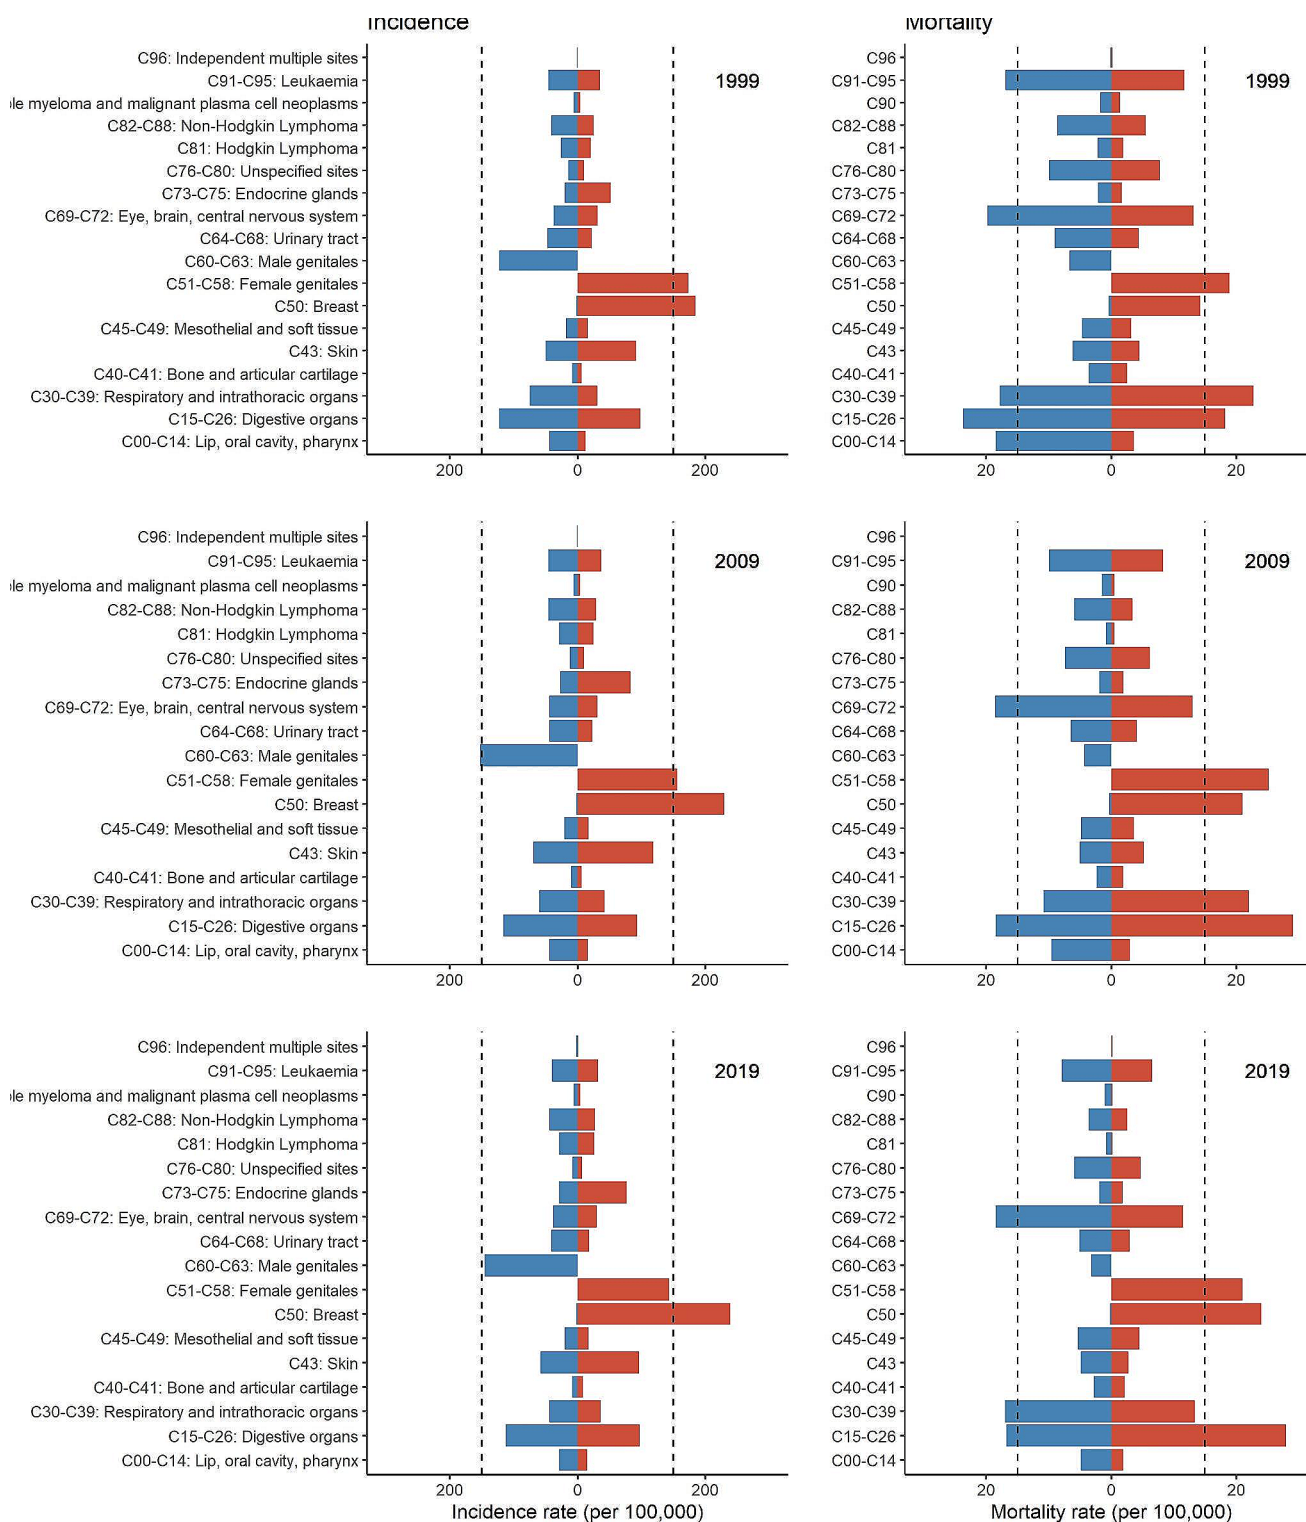 Incidence
C96: Independent multiple sites
C91-C95: Leukaemia
myeloma and malignant plasma cell neoplasms
C82-C88: Non-Hodgkin Lymphoma
C81: Hodgkin Lymphoma
C76-C80: Unspecified sites
C73-C75: Endocrine glands
C69-C72: Eye, brain, central nervous system
C64-C68: Urinary tract
C60-C63: Male genitales
C51-C58: Female genitales
C50: Breast
C45-C49: Mesothelial and soft tissue
C43: Skin
C40-C41: Bone and articular cartilage
C30-C39: Respiratory and intrathoracic organs
C15-C26: Digestive organs
C00-C14: Lip, oral cavity, pharynx
1999
200 0 200
Mortality
C96
C91-C95
C90
C82-C88
C81
C76-C80
C73-C75
C69-C72
C64-C68
C60-C63
C51-C58
C50
C45-C49
C43
C40-C41
C30-C39
C15-C26
C00-C14
1999
20 0 20
C96: Independent multiple sites
C91-C95: Leukaemia
myeloma and malignant plasma cell neoplasms
C82-C88: Non-Hodgkin Lymphoma
C81: Hodgkin Lymphoma
C76-C80: Unspecified sites
C73-C75: Endocrine glands
C69-C72: Eye, brain, central nervous system
C64-C68: Urinary tract
C60-C63: Male genitales
C51-C58: Female genitales
C50: Breast
C45-C49: Mesothelial and soft tissue
C43: Skin
C40-C41: Bone and articular cartilage
C30-C39: Respiratory and intrathoracic organs
C15-C26: Digestive organs
C00-C14: Lip, oral cavity, pharynx
2009
200 0 200
C96
C91-C95
C90
C82-C88
C81
C76-C80
C73-C75
C69-C72
C64-C68
C60-C63
C51-C58
C50
C45-C49
C43
C40-C41
C30-C39
C15-C26
C00-C14
2009
20 0 20
C96: Independent multiple sites
C91-C95: Leukaemia
myeloma and malignant plasma cell neoplasms
C82-C88: Non-Hodgkin Lymphoma
C81: Hodgkin Lymphoma
C76-C80: Unspecified sites
C73-C75: Endocrine glands
C69-C72: Eye, brain, central nervous system
C64-C68: Urinary tract
C60-C63: Male genitales
C51-C58: Female genitales
C50: Breast
C45-C49: Mesothelial and soft tissue
C43: Skin
C40-C41: Bone and articular cartilage
C30-C39: Respiratory and intrathoracic organs
C15-C26: Digestive organs
C00-C14: Lip, oral cavity, pharynx
2019
200 0 200
Incidence rate (per 100,000)
C96
C91-C95
C90
C82-C88
C81
C76-C80
C73-C75
C69-C72
C64-C68
C60-C63
C51-C58
C50
C45-C49
C43
C40-C41
C30-C39
C15-C26
C00-C14
2019
20 0 20
Mortality rate (per 100,000)